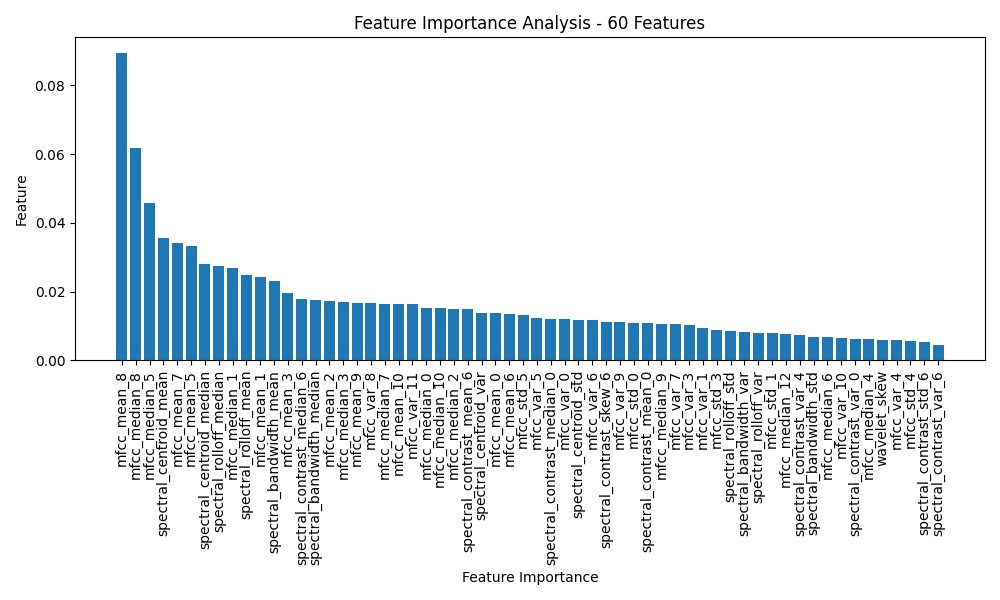 Feature Importance Analysis - 60 Features
Feature
0.08
0.06
0.04
0.02
0.00
mfcc_mean_8
mfcc_median_8
mfcc_median_5
spectral_centroid_mean
mfcc_mean_7
mfcc_mean_5
spectral_centroid_median
spectral_rolloff_median
mfcc_median_1
spectral_rolloff_mean
mfcc_mean_1
spectral_bandwidth_mean
mfcc_mean_3
spectral_contrast_median_6
spectral_bandwidth_median
mfcc_mean_2
mfcc_median_3
mfcc_mean_9
mfcc_var_8
mfcc_median_7
mfcc_mean_10
mfcc_var_11
mfcc_median_0
mfcc_median_10
mfcc_median_2
spectral_contrast_mean_6
spectral_centroid_var
mfcc_mean_0
mfcc_mean_6
mfcc_std_5
mfcc_var_5
spectral_contrast_median_0
mfcc_var_0
spectral_centroid_std
mfcc_var_6
spectral_contrast_skew_6
mfcc_var_9
mfcc_std_0
spectral_contrast_mean_0
mfcc_median_9
mfcc_var_7
mfcc_var_3
mfcc_var_1
mfcc_std_3
spectral_rolloff_std
spectral_bandwidth_var
spectral_rolloff_var
mfcc_std_1
mfcc_median_12
spectral_contrast_var_4
spectral_bandwidth_std
mfcc_median_6
mfcc_var_10
spectral_contrast_var_0
mfcc_median_4
wavelet_skew
mfcc_var_4
mfcc_std_4
spectral_contrast_std_6
spectral_contrast_var_6
Feature Importance